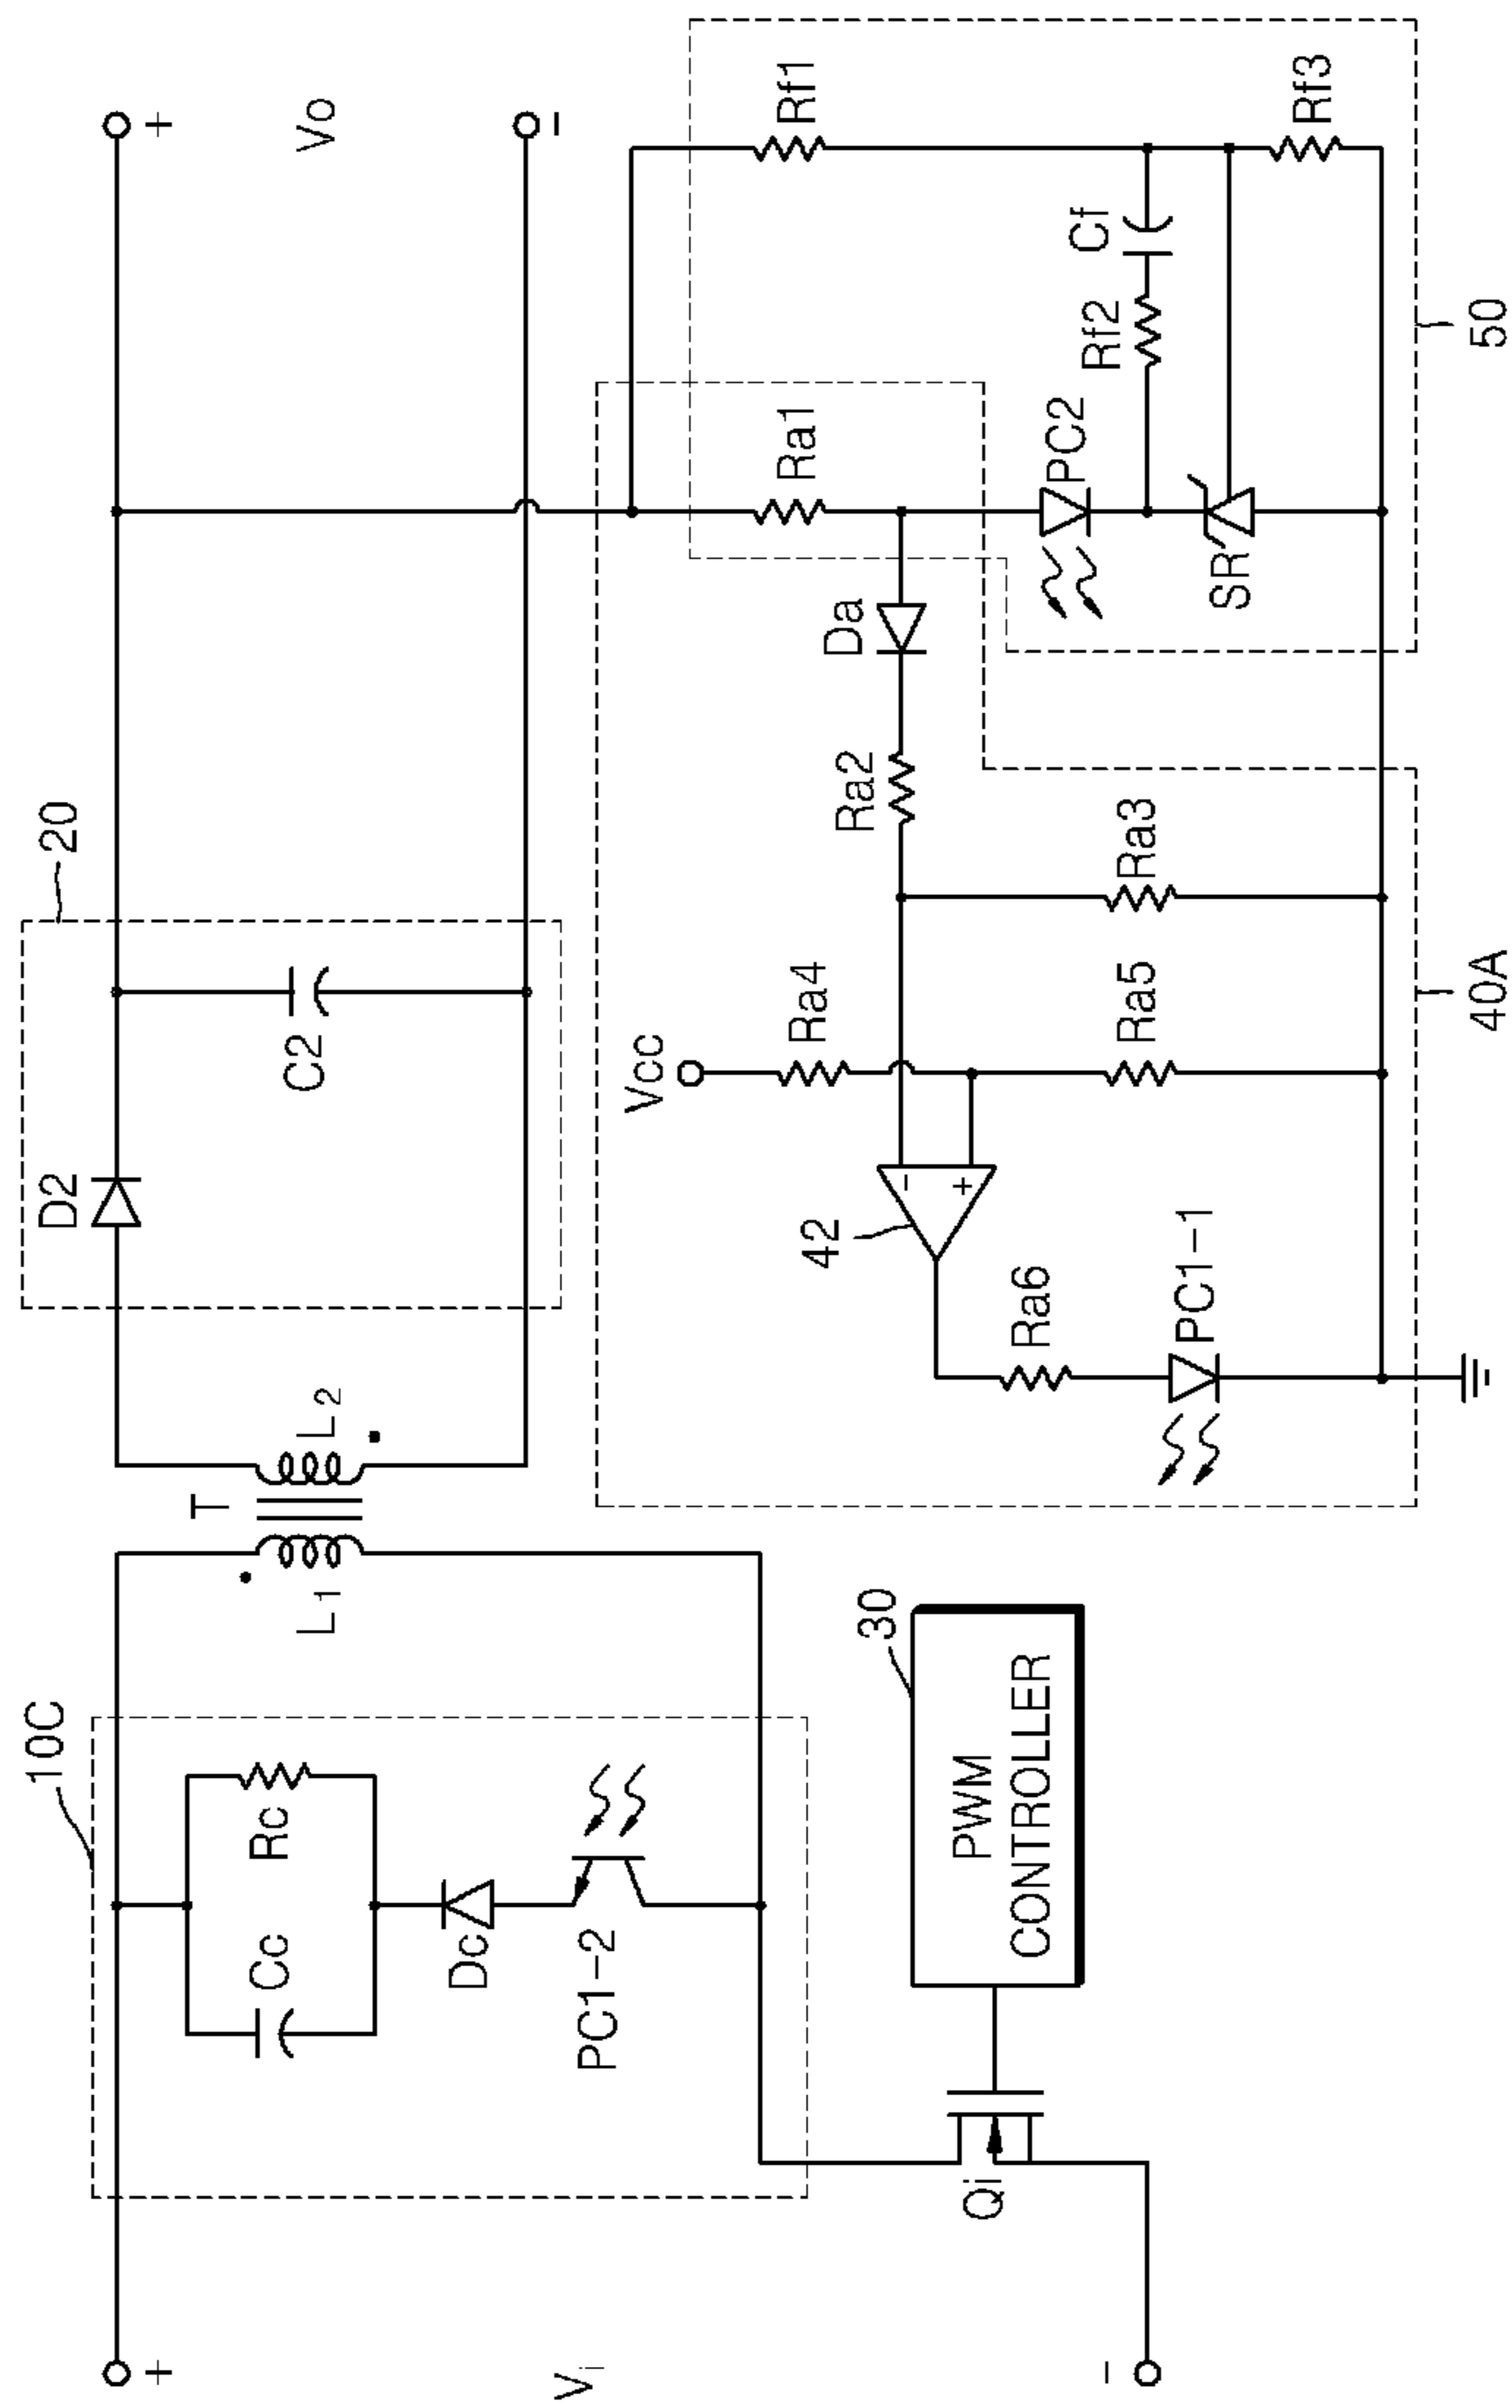 10C
20
D2
+
+
Rc
Cc
T
L1
L2
C2
Vo
Dc
PC1-2
Vi
-
Vcc
30
PWM
CONTROLLER
Qi
-
42
-
+
Ra4
Ra2
Da
Ra1
Rf1
Ra6
PC1-1
Ra5
Ra3
PC2
Rf2
Cf
SR
Rf3
40A
50